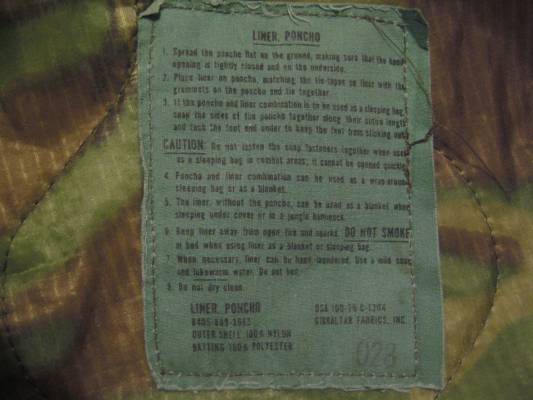 LINER, PONCHO
1. Spread the poncho flat on the ground, making sure that the hood
opening is tightly closed and on the underside.
2. Place liner on poncho, matching the tie-tapes on liner with the
grommets on the poncho and tie together.
3. If the poncho and liner combination is to be used as a sleeping bag,
snap the sides of the poncho together along their entire length
and tuck the foot end under to keep the feet from sticking out.
CAUTION: Do not fasten the snap fasteners together when used
as a sleeping bag in combat areas; it cannot be opened quickly.
4. Poncho and liner combination can be used as a wrap-around
sleeping bag or as a blanket.
5. The liner, without the poncho, can be used as a blanket when
sleeping under cover or in a jungle hammock.
6. Keep liner away from open fire and sparks. DO NOT SMOKE
in bed when using liner as a blanket or sleeping bag.
7. When necessary, liner can be hand laundered. Use a mild soap
and lukewarm water. Do not boil.
8. Do not dry clean.
LINER, PONCHO
DSA 100-76-C-1204
GIBRALTAR FABRICS, INC.
OUTER SHELL 100% NYLON
BATTING 100% POLYESTER